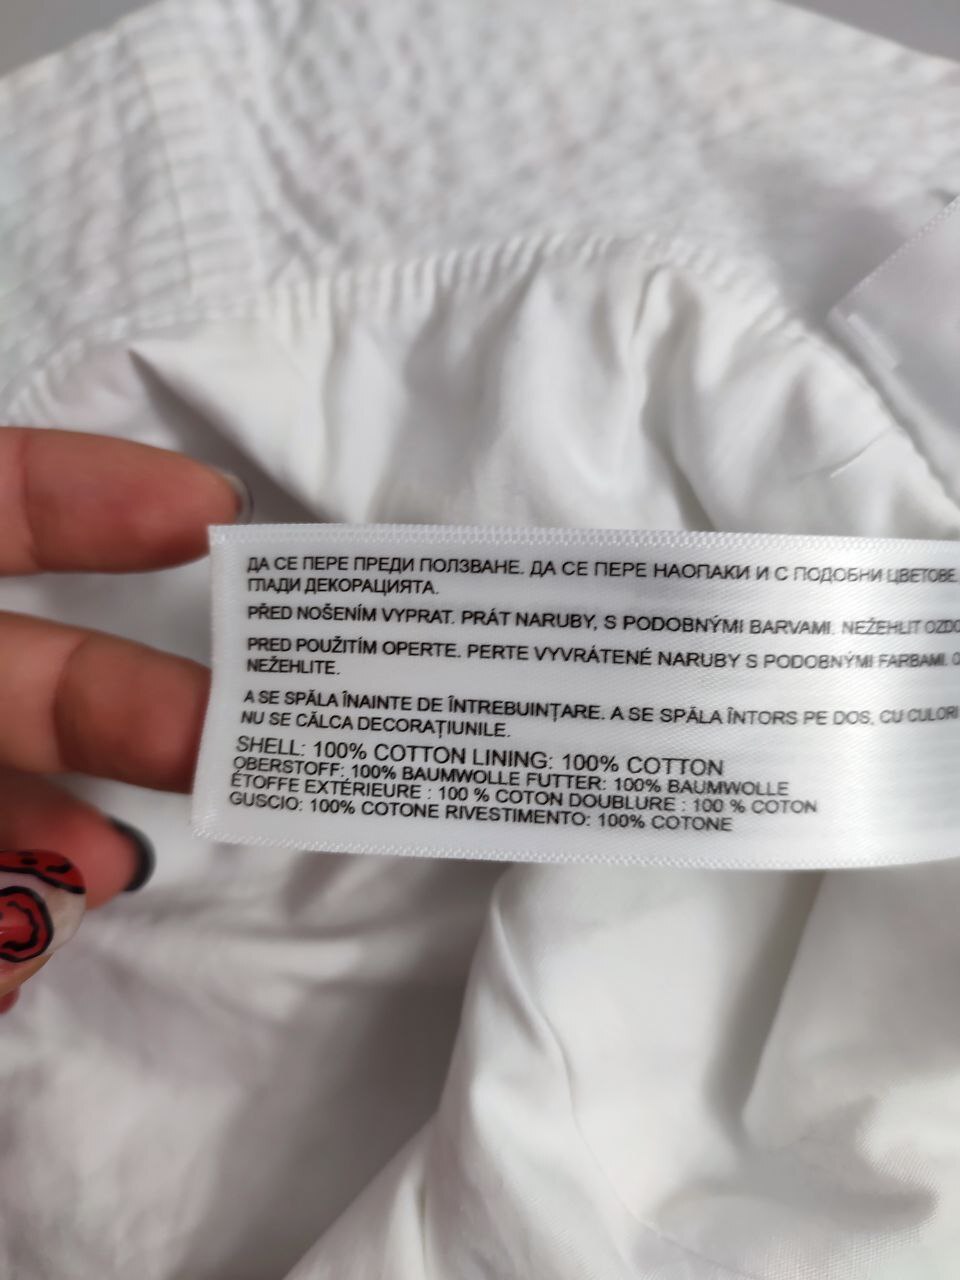 ДА СЕ ПЕРЕ ПРЕДИ ПОЛЗВАНЕ. ДА СЕ ПЕРЕ НАОПАКИ И С ПОДОБНИ ЦВЕТОВЕ.
ГЛАДИ ДЕКОРАЦИЯТА.
PŘED NOŠENÍM VYPRAT. PRÁT NARUBY, S PODOBNÝMI BARVAMI. NEŽEHLIT
PRED POUŽITÍM OPERTE. PERTE VYVRÁTENÉ NARUBY S PODOBNÝMI FARBAMI.
NEŽEHLITE.
A SE SPĂLA ÎNAINTE DE ÎNTREBUINȚARE. A SE SPĂLA ÎNTORS PE DOS, CU CULORI
NU SE CĂLCA DECORAȚIUNILE.
SHELL: 100% COTTON LINING: 100% COTTON
OBERSTOFF: 100% BAUMWOLLE FUTTER: 100% BAUMWOLLE
ÉTOFFE EXTÉRIEURE : 100 % COTON DOUBLURE : 100 % COTON
GUSCIO: 100% COTONE RIVESTIMENTO: 100% COTONE